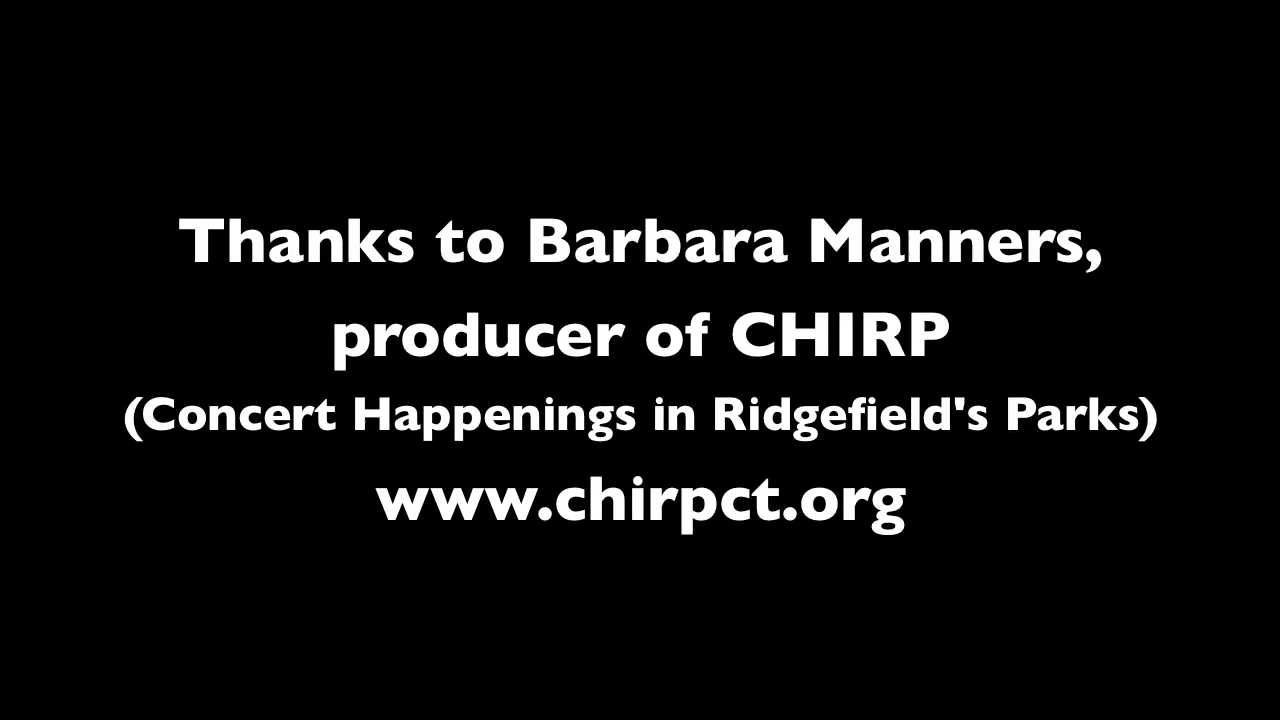 Thanks to Barbara Manners,
producer of CHIRP
(Concert Happenings in Ridgefield's Parks)
www.chirpct.org